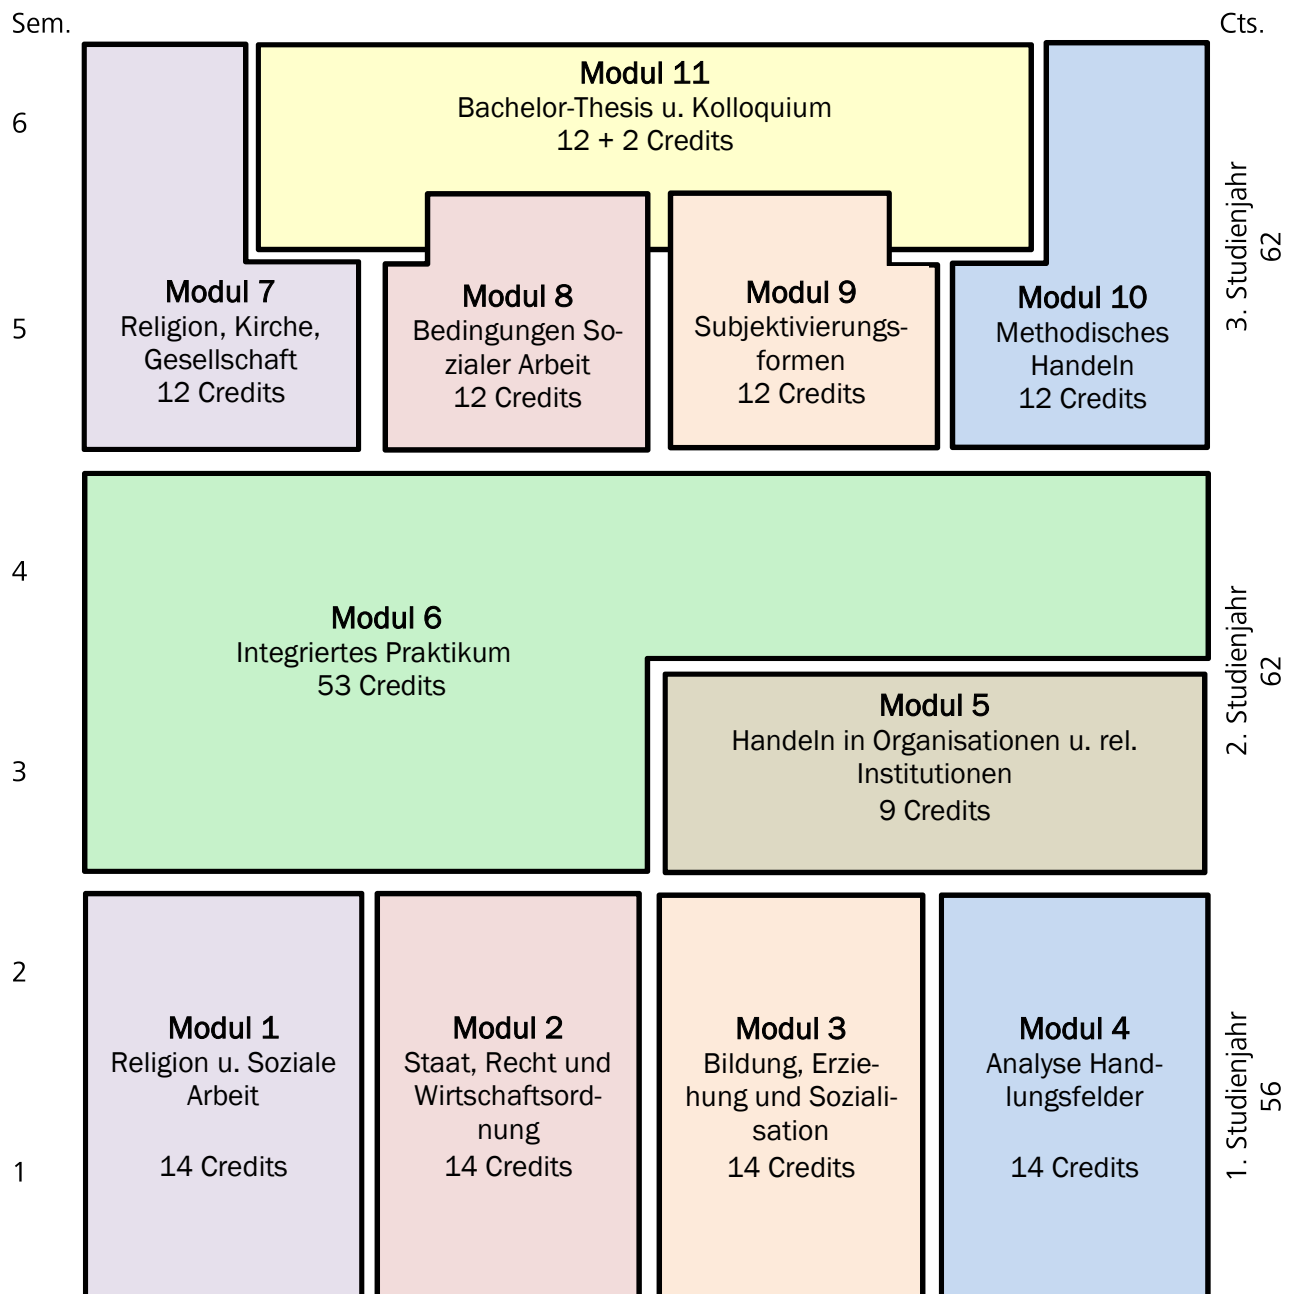 Sem.
Cts.
6
Modul 11
Bachelor-Thesis u. Kolloquium
12 + 2 Credits
5
Modul 7
Religion, Kirche,
Gesellschaft
12 Credits
Modul 8
Bedingungen So-
zialer Arbeit
12 Credits
Modul 9
Subjektivierungs-
formen
12 Credits
Modul 10
Methodisches
Handeln
12 Credits
3. Studienjahr
62
4
Modul 6
Integriertes Praktikum
53 Credits
3
Modul 5
Handeln in Organisationen u. rel.
Institutionen
9 Credits
2. Studienjahr
62
2
Modul 1
Religion u. Soziale
Arbeit
14 Credits
Modul 2
Staat, Recht und
Wirtschaftsord-
nung
14 Credits
Modul 3
Bildung, Erzie-
hung und Soziali-
sation
14 Credits
Modul 4
Analyse Hand-
lungsfelder
14 Credits
1
1. Studienjahr
56